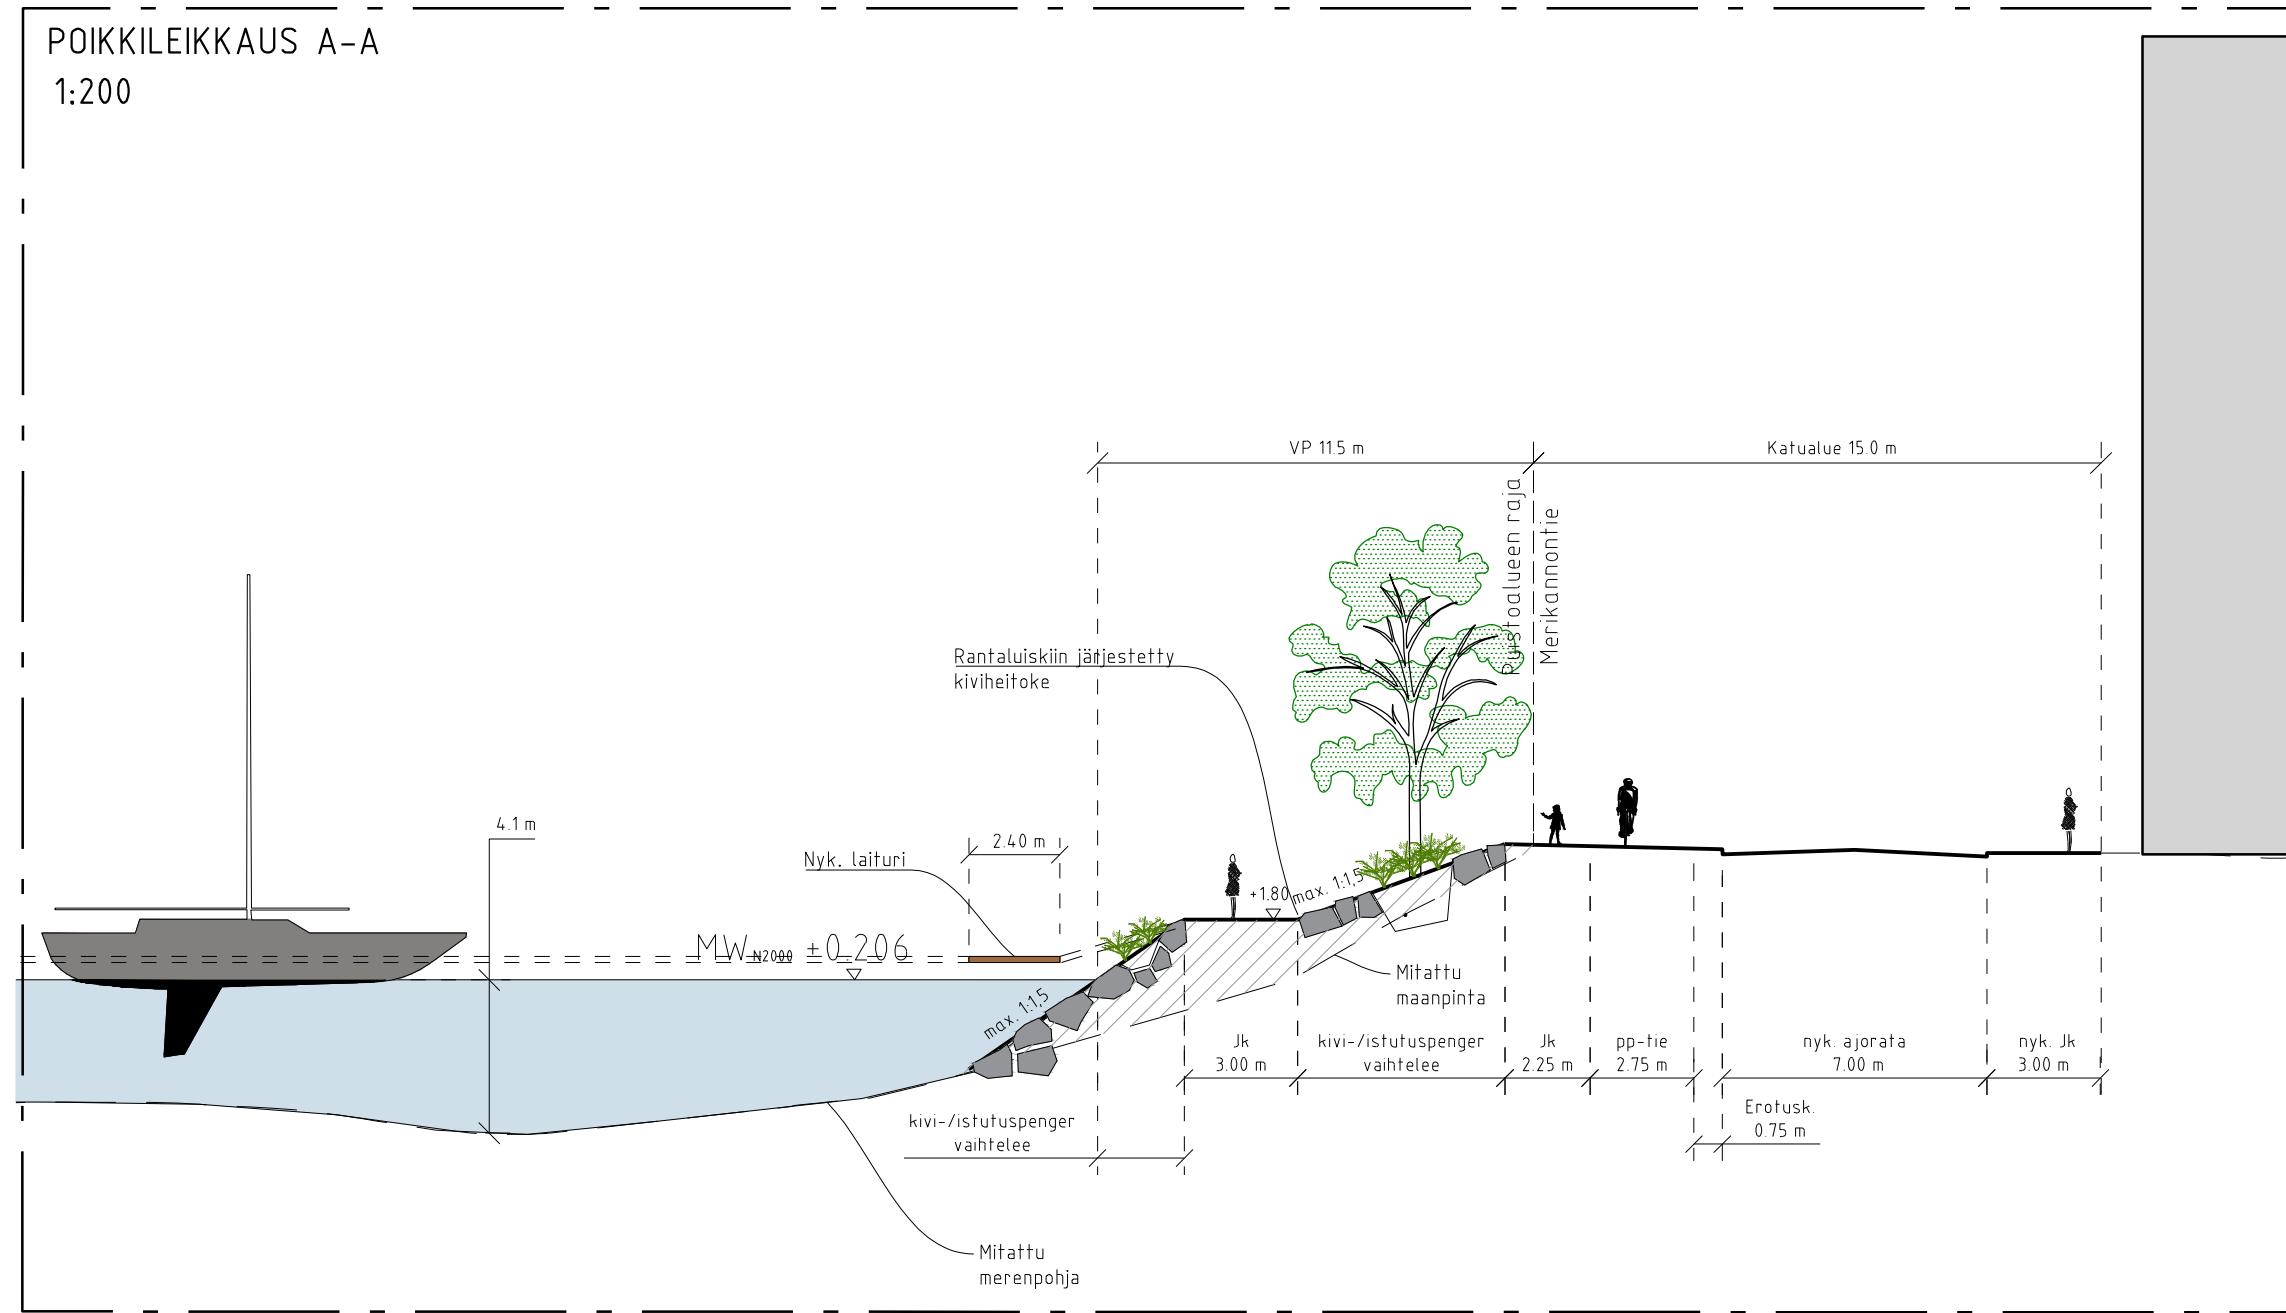 POIKKILEIKKAUS A-A
1:200
VP 11.5 m
Katualue 15.0 m
Puistoalueen raja
Merikannontie
Rantaluiskiin järjestetty
kiviheitoke
4.1 m
2.40 m
Nyk. laituri
+1.80
max. 1:1,5
MW N2000 ±0.206
max. 1:1,5
Mitattu
maanpinta
Jk
3.00 m
kivi-/istutuspenger
vaihtelee
Jk
2.25 m
pp-tie
2.75 m
nyk. ajorata
7.00 m
nyk. Jk
3.00 m
Erotusk.
0.75 m
kivi-/istutuspenger
vaihtelee
Mitattu
merenpohja